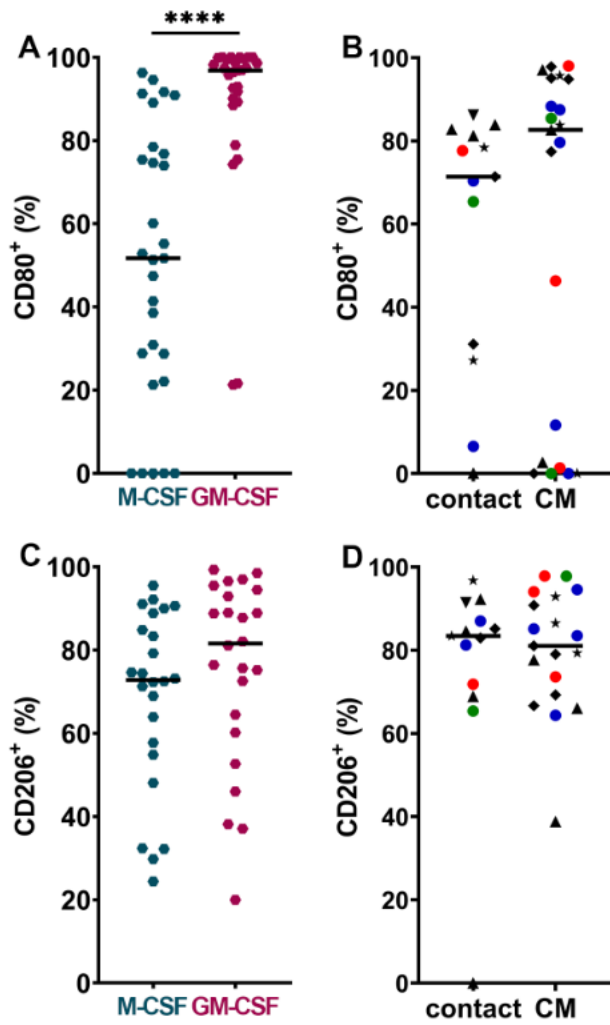 A
****
CD80⁺ (%)
100
80
60
40
20
0
M-CSF GM-CSF
B
CD80⁺ (%)
100
80
60
40
20
0
contact CM
C
CD206⁺ (%)
100
80
60
40
20
0
M-CSF GM-CSF
D
CD206⁺ (%)
100
80
60
40
20
0
contact CM